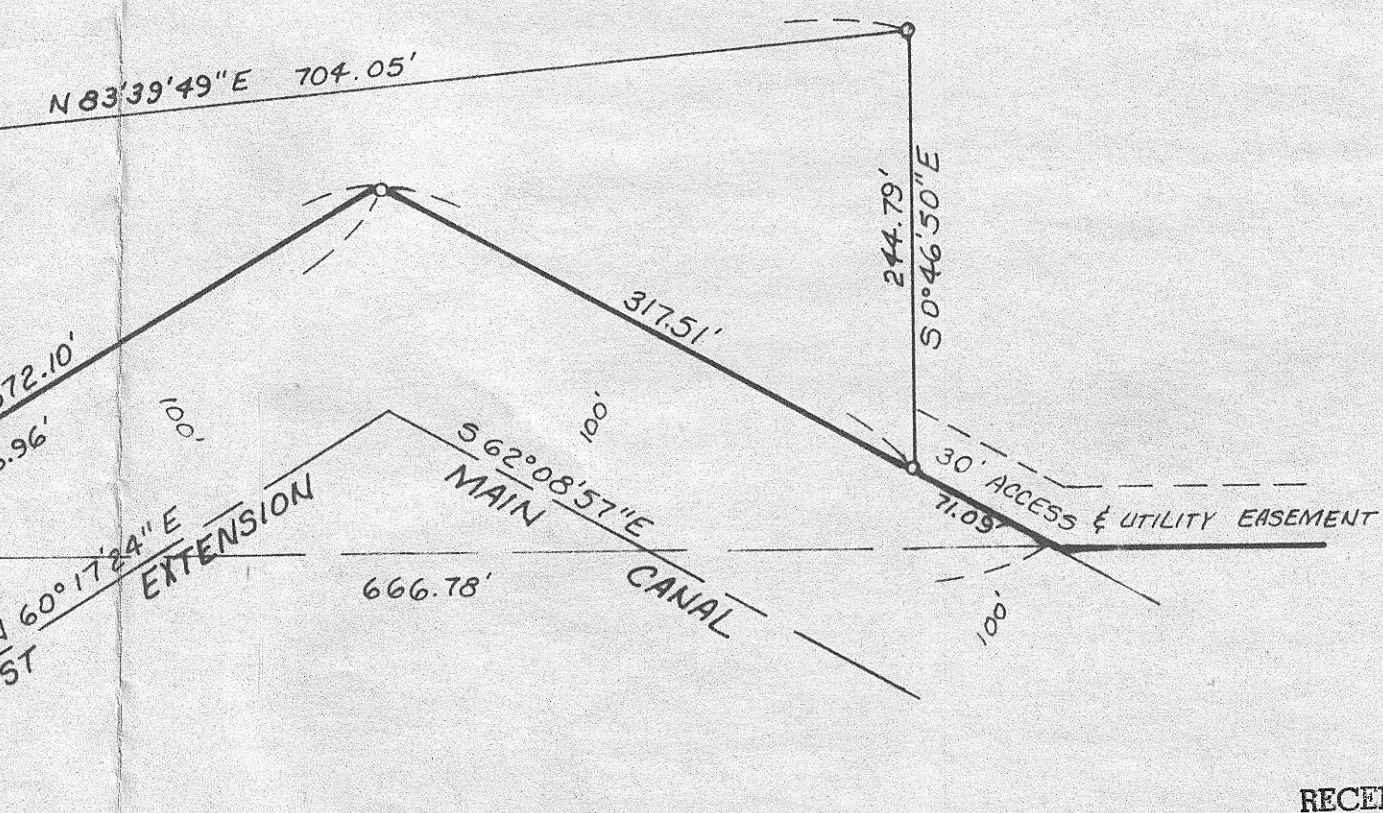 N 83°39'49"E 704.05'
244.79'
S 0°46'50"E
317.51'
72.10'
.96'
100'
100'
S 62°08'57"E
MAIN
CANAL
60°17'24" E
EXTENSION
ST
666.78'
30' ACCESS & UTILITY EASEMENT
71.09'
100'
RECE